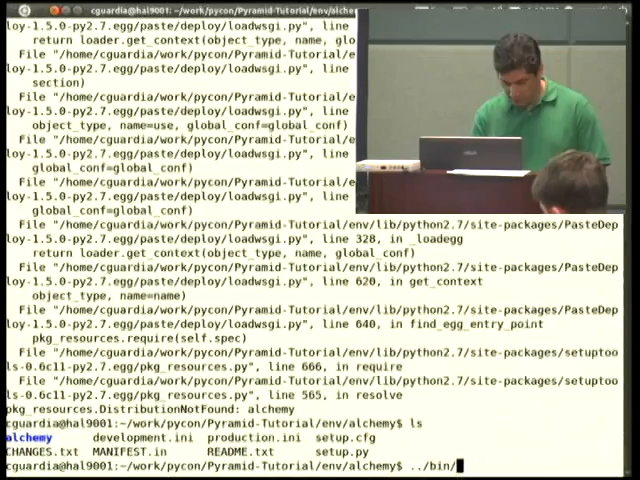 cguardia@hal9001: ~/work/pycon/Pyramid-Tutorial/env/alchemy
loy-1.5.0-py2.7.egg/paste/deploy/loadwsgi.py", line
return loader.get_context(object_type, name, glo
File "/home/cguardia/work/pycon/Pyramid-Tutorial/e
loy-1.5.0-py2.7.egg/paste/deploy/loadwsgi.py", line
section)
File "/home/cguardia/work/pycon/Pyramid-Tutorial/e
loy-1.5.0-py2.7.egg/paste/deploy/loadwsgi.py", line
object_type, name=use, global_conf=global_conf)
File "/home/cguardia/work/pycon/Pyramid-Tutorial/e
loy-1.5.0-py2.7.egg/paste/deploy/loadwsgi.py", line
global_conf=global_conf)
File "/home/cguardia/work/pycon/Pyramid-Tutorial/e
loy-1.5.0-py2.7.egg/paste/deploy/loadwsgi.py", line
global_conf=global_conf)
File "/home/cguardia/work/pycon/Pyramid-Tutorial/env/lib/python2.7/site-packages/PasteDep
loy-1.5.0-py2.7.egg/paste/deploy/loadwsgi.py", line 328, in _loadegg
return loader.get_context(object_type, name, global_conf)
File "/home/cguardia/work/pycon/Pyramid-Tutorial/env/lib/python2.7/site-packages/PasteDep
loy-1.5.0-py2.7.egg/paste/deploy/loadwsgi.py", line 620, in get_context
object_type, name=name)
File "/home/cguardia/work/pycon/Pyramid-Tutorial/env/lib/python2.7/site-packages/PasteDep
loy-1.5.0-py2.7.egg/paste/deploy/loadwsgi.py", line 640, in find_egg_entry_point
pkg_resources.require(self.spec)
File "/home/cguardia/work/pycon/Pyramid-Tutorial/env/lib/python2.7/site-packages/setuptoo
ls-0.6c11-py2.7.egg/pkg_resources.py", line 666, in require
File "/home/cguardia/work/pycon/Pyramid-Tutorial/env/lib/python2.7/site-packages/setuptoo
ls-0.6c11-py2.7.egg/pkg_resources.py", line 565, in resolve
pkg_resources.DistributionNotFound: alchemy
cguardia@hal9001:~/work/pycon/Pyramid-Tutorial/env/alchemy$ ls
alchemy development.ini production.ini setup.cfg
CHANGES.txt MANIFEST.in README.txt setup.py
cguardia@hal9001:~/work/pycon/Pyramid-Tutorial/env/alchemy$ ../bin/